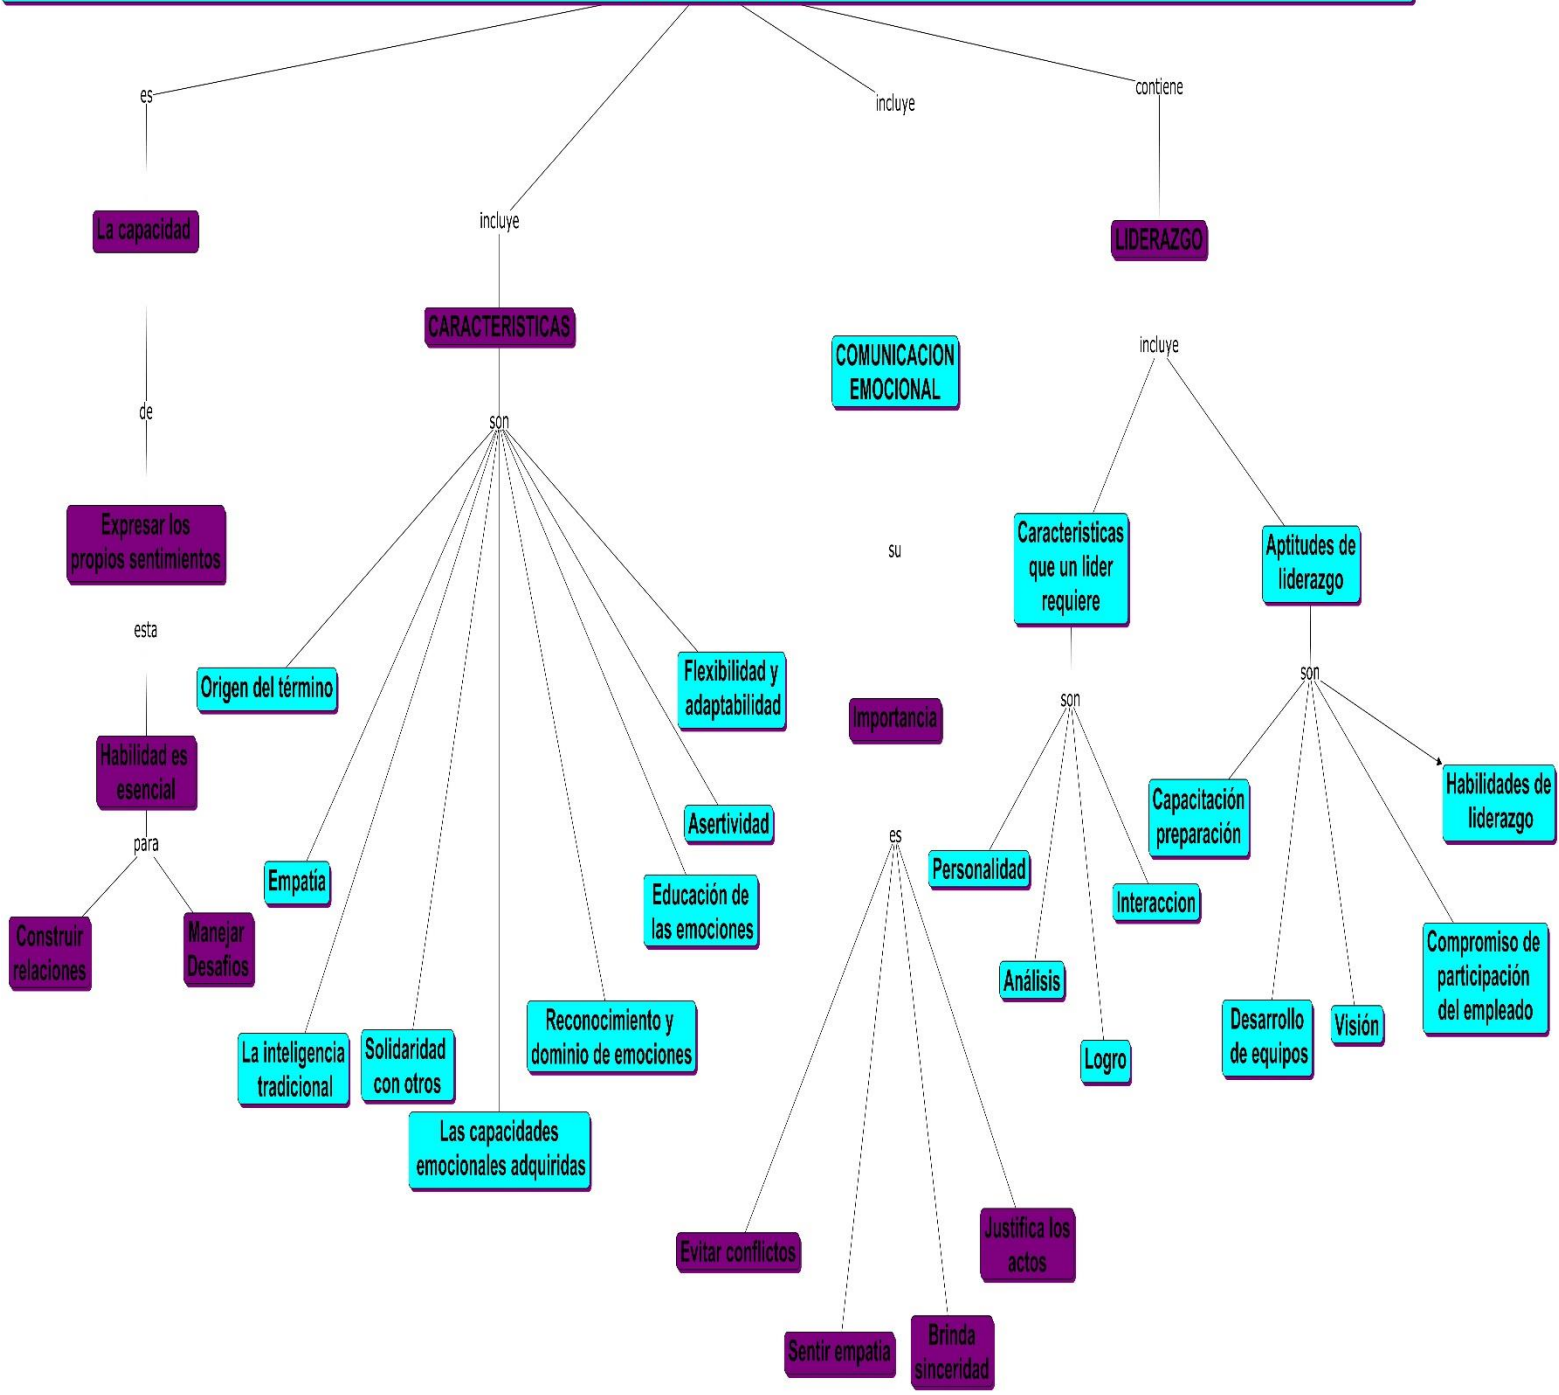 es
incluye
contiene
La capacidad
incluye
LIDERAZGO
CARACTERISTICAS
COMUNICACION
EMOCIONAL
incluye
de
son
Expresar los
propios sentimientos
Caracteristicas
que un lider
requiere
Aptitudes de
liderazgo
su
esta
Origen del término
Flexibilidad y
adaptabilidad
Importancia
son
son
Habilidad es
esencial
Asertividad
Capacitación
preparación
Habilidades de
liderazgo
para
es
Empatía
Personalidad
Educación de
las emociones
Interaccion
Construir
relaciones
Manejar
Desafios
Compromiso de
participación
del empleado
Análisis
Reconocimiento y
dominio de emociones
Desarrollo
de equipos
Visión
La inteligencia
tradicional
Solidaridad
con otros
Logro
Las capacidades
emocionales adquiridas
Evitar conflictos
Justifica los
actos
Sentir empatia
Brinda
sinceridad